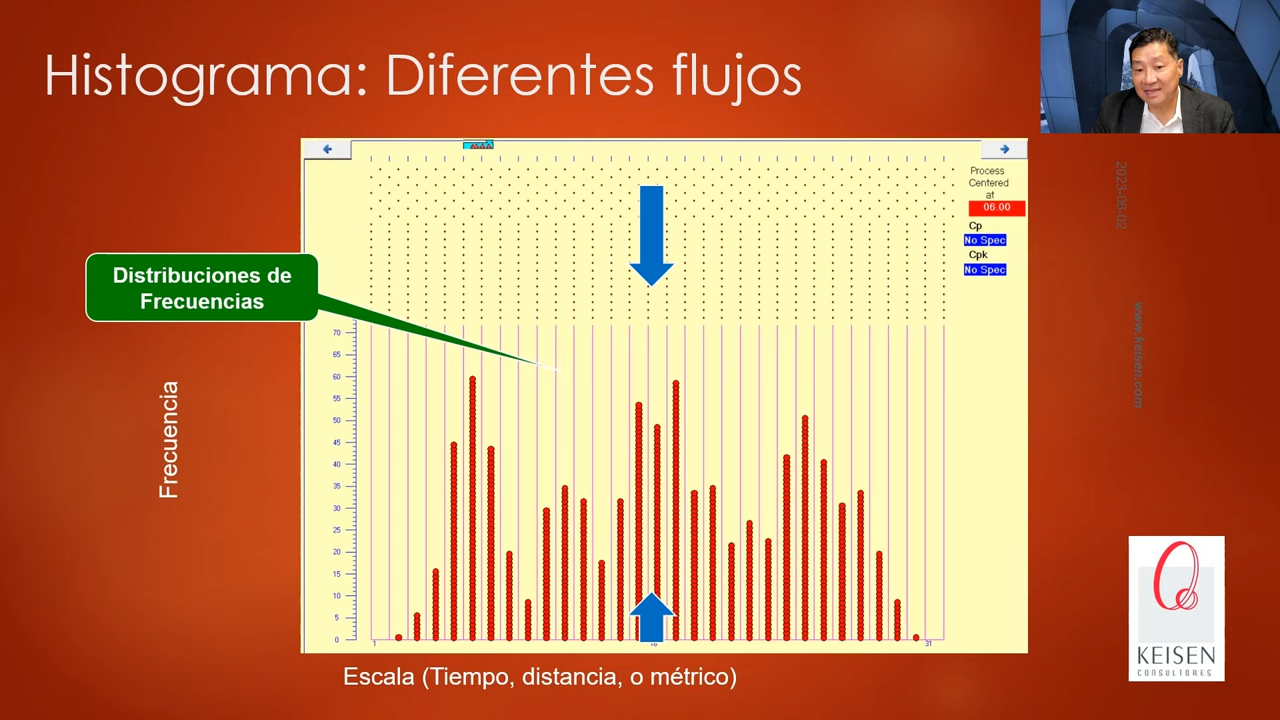 Histograma: Diferentes flujos
2023-06-02
www.keisen.com
Process
Centered
at
06.00
Cp
No Spec
Cpk
No Spec
Distribuciones de
Frecuencias
Frecuencia
70
65
60
55
50
45
40
35
30
25
20
15
10
5
0
1
16
31
Escala (Tiempo, distancia, o métrico)
KEISEN
CONSULTORES